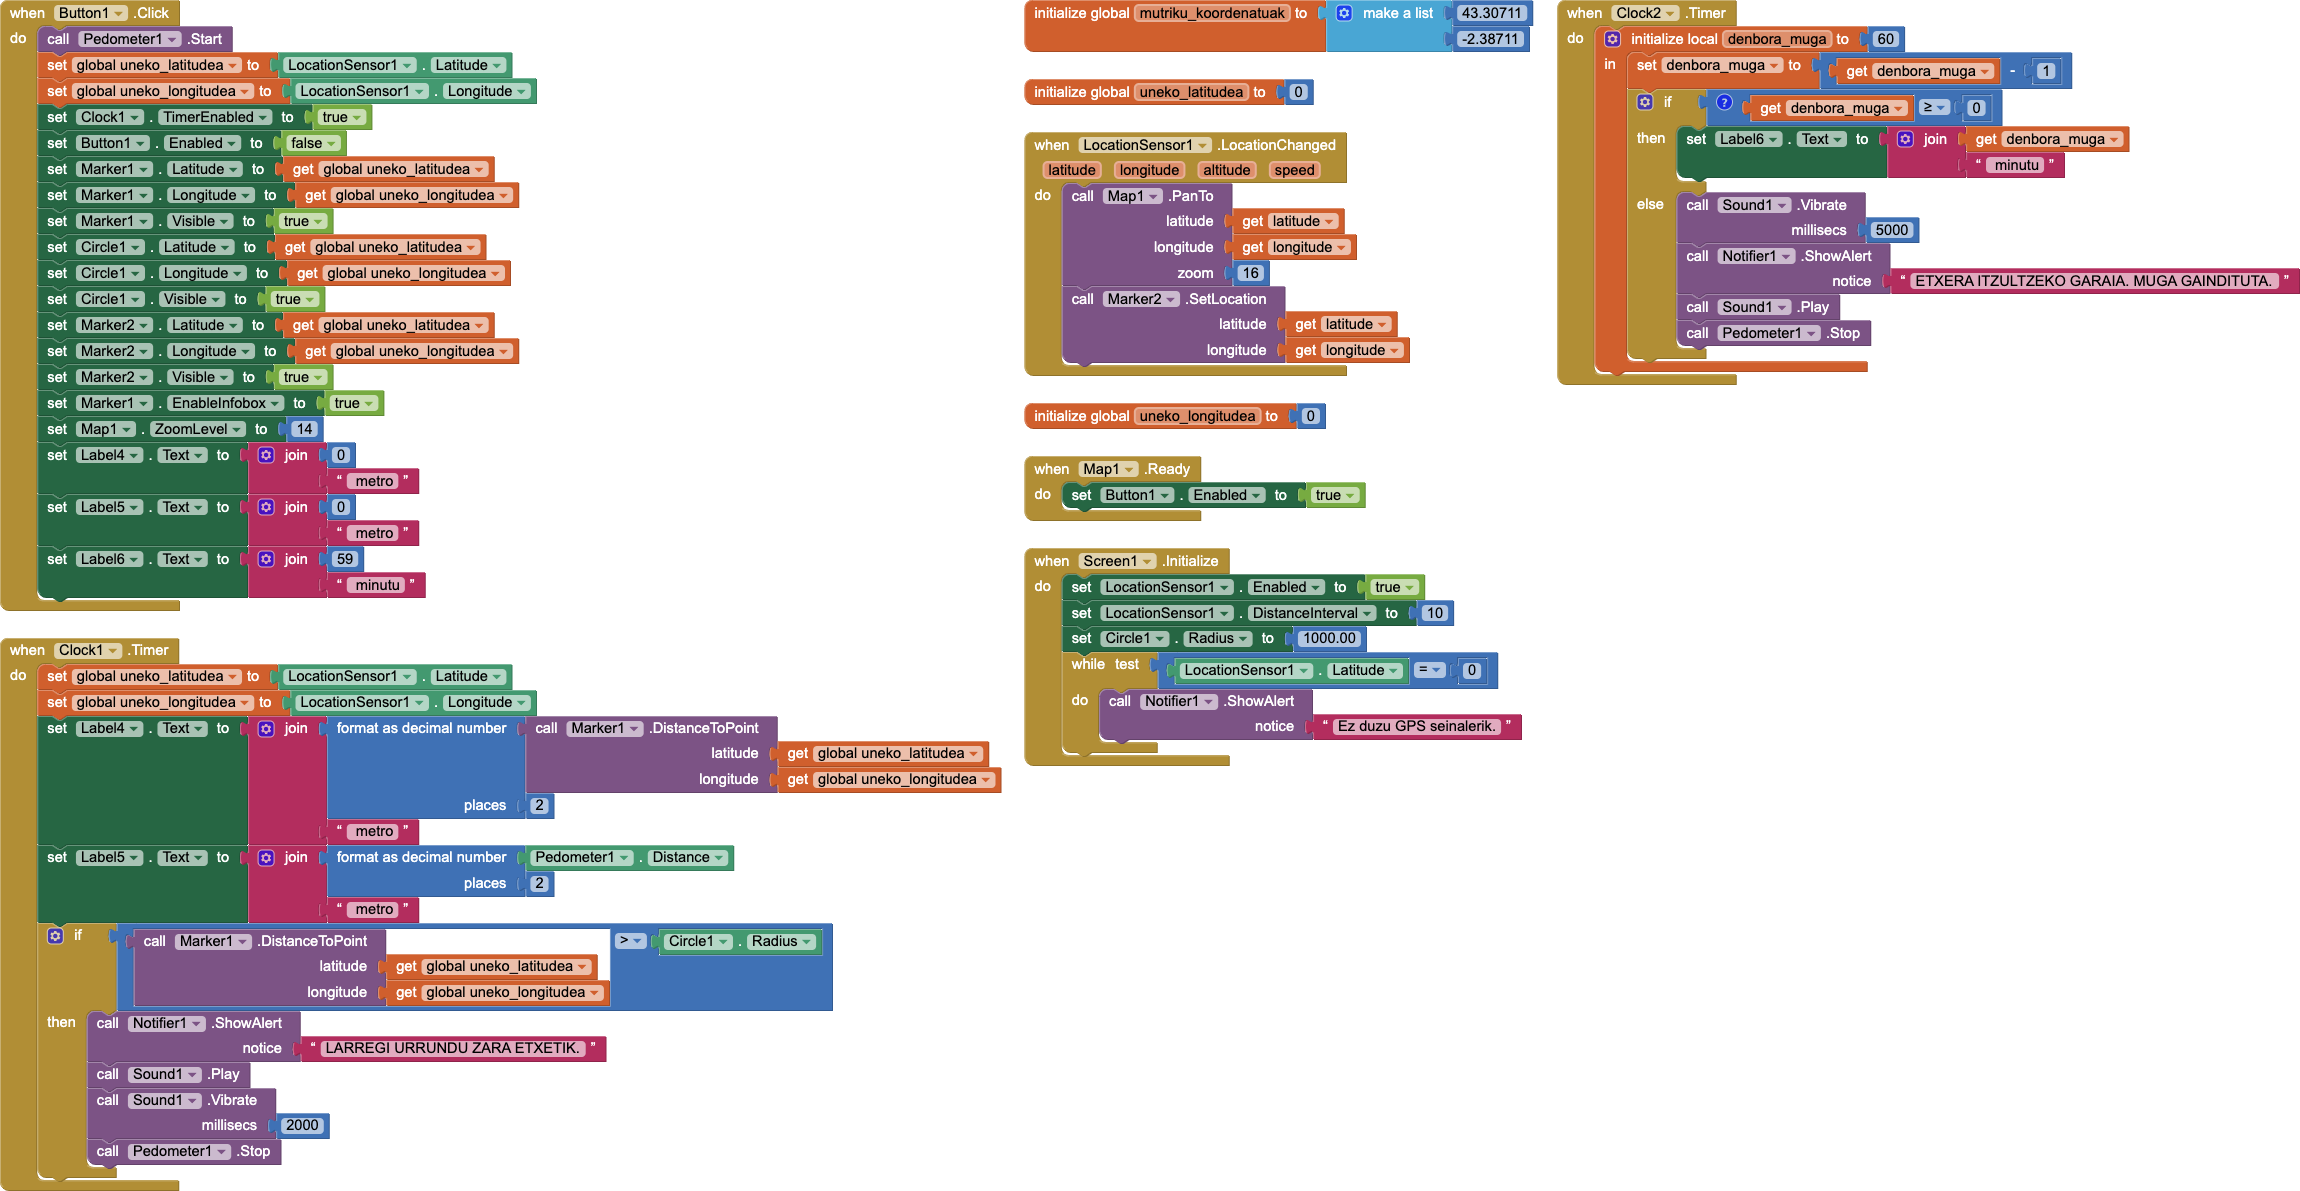 when Button1 .Click
do call Pedometer1 .Start
set global uneko_latitudea to LocationSensor1 . Latitude
set global uneko_longitudea to LocationSensor1 . Longitude
set Clock1 . TimerEnabled to true
set Button1 . Enabled to false
set Marker1 . Latitude to get global uneko_latitudea
set Marker1 . Longitude to get global uneko_longitudea
set Marker1 . Visible to true
set Circle1 . Latitude to get global uneko_latitudea
set Circle1 . Longitude to get global uneko_longitudea
set Circle1 . Visible to true
set Marker2 . Latitude to get global uneko_latitudea
set Marker2 . Longitude to get global uneko_longitudea
set Marker2 . Visible to true
set Marker1 . EnableInfobox to true
set Map1 . ZoomLevel to 14
set Label4 . Text to join 0
“ metro ”
set Label5 . Text to join 0
“ metro ”
set Label6 . Text to join 59
“ minutu ”
when Clock1 .Timer
do set global uneko_latitudea to LocationSensor1 . Latitude
set global uneko_longitudea to LocationSensor1 . Longitude
set Label4 . Text to join format as decimal number call Marker1 .DistanceToPoint
latitude get global uneko_latitudea
longitude get global uneko_longitudea
places 2
“ metro ”
set Label5 . Text to join format as decimal number Pedometer1 . Distance
places 2
“ metro ”
if call Marker1 .DistanceToPoint > Circle1 . Radius
latitude get global uneko_latitudea
longitude get global uneko_longitudea
then call Notifier1 .ShowAlert
notice “ LARREGI URRUNDU ZARA ETXETIK. ”
call Sound1 .Play
call Sound1 .Vibrate
millisecs 2000
call Pedometer1 .Stop
initialize global mutriku_koordenatuak to make a list 43.30711
-2.38711
initialize global uneko_latitudea to 0
when LocationSensor1 .LocationChanged
latitude longitude altitude speed
do call Map1 .PanTo
latitude get latitude
longitude get longitude
zoom 16
call Marker2 .SetLocation
latitude get latitude
longitude get longitude
initialize global uneko_longitudea to 0
when Map1 .Ready
do set Button1 . Enabled to true
when Screen1 .Initialize
do set LocationSensor1 . Enabled to true
set LocationSensor1 . DistanceInterval to 10
set Circle1 . Radius to 1000.00
while test LocationSensor1 . Latitude = 0
do call Notifier1 .ShowAlert
notice “ Ez duzu GPS seinalerik. ”
when Clock2 .Timer
do initialize local denbora_muga to 60
in set denbora_muga to get denbora_muga - 1
if ? get denbora_muga ≥ 0
then set Label6 . Text to join get denbora_muga
“ minutu ”
else call Sound1 .Vibrate
millisecs 5000
call Notifier1 .ShowAlert
notice “ ETXERA ITZULTZEKO GARAIA. MUGA GAINDITUTA. ”
call Sound1 .Play
call Pedometer1 .Stop